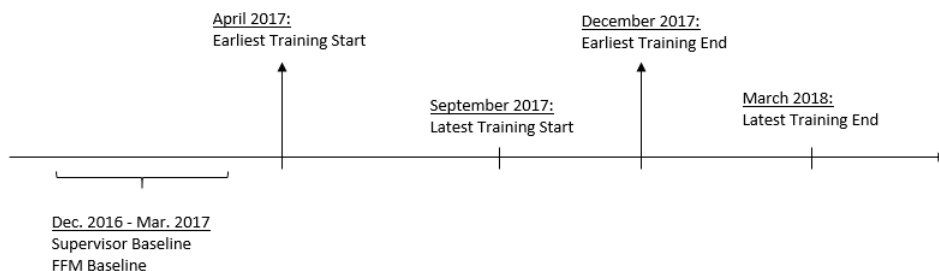 April 2017:
Earliest Training Start
December 2017:
Earliest Training End
September 2017:
Latest Training Start
March 2018:
Latest Training End
Dec. 2016 - Mar. 2017
Supervisor Baseline
FFM Baseline